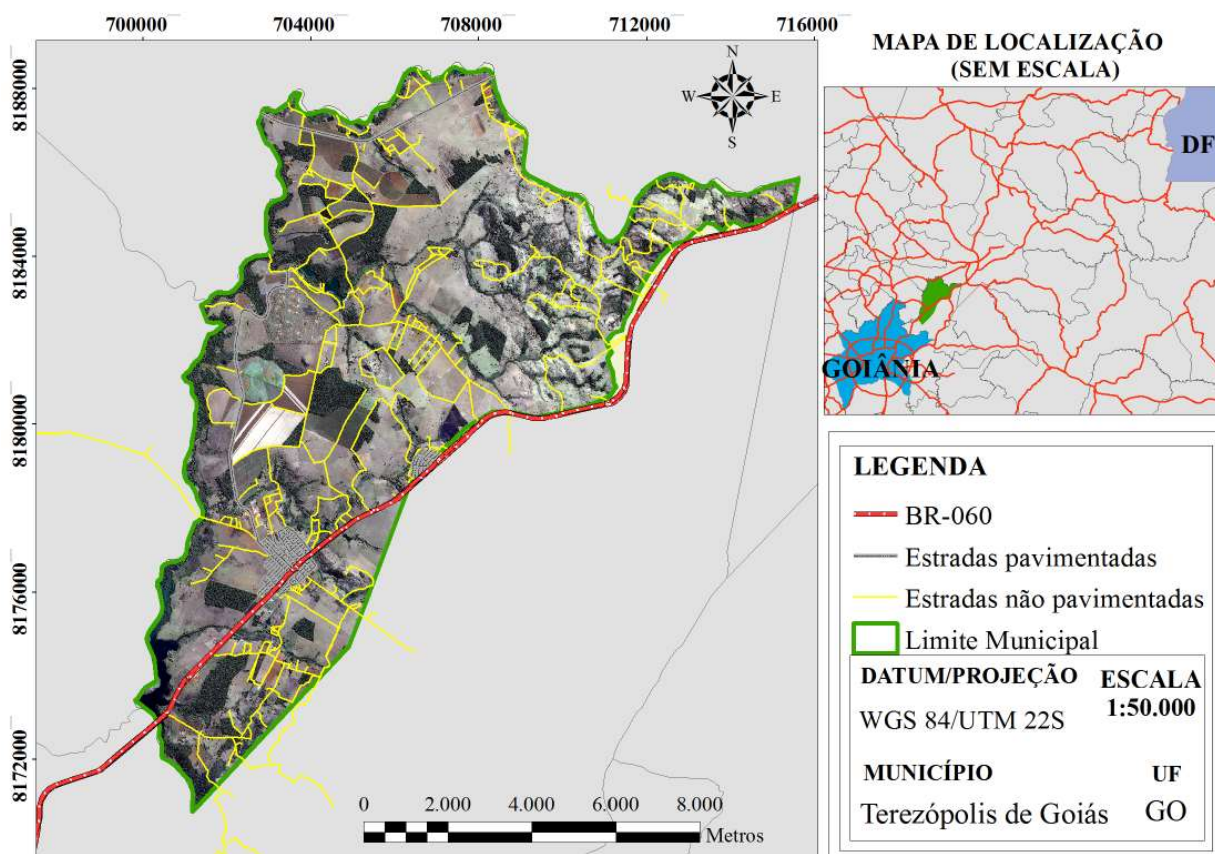 700000 704000 708000 712000 716000
8188000
8184000
8180000
8176000
8172000
N
W E
S
0 2.000 4.000 6.000 8.000
Metros
MAPA DE LOCALIZAÇÃO
(SEM ESCALA)
DF
GOIÂNIA
LEGENDA
BR-060
Estradas pavimentadas
Estradas não pavimentadas
Limite Municipal
DATUM/PROJEÇÃO ESCALA
1:50.000
WGS 84/UTM 22S
MUNICÍPIO UF
Terezópolis de Goiás GO